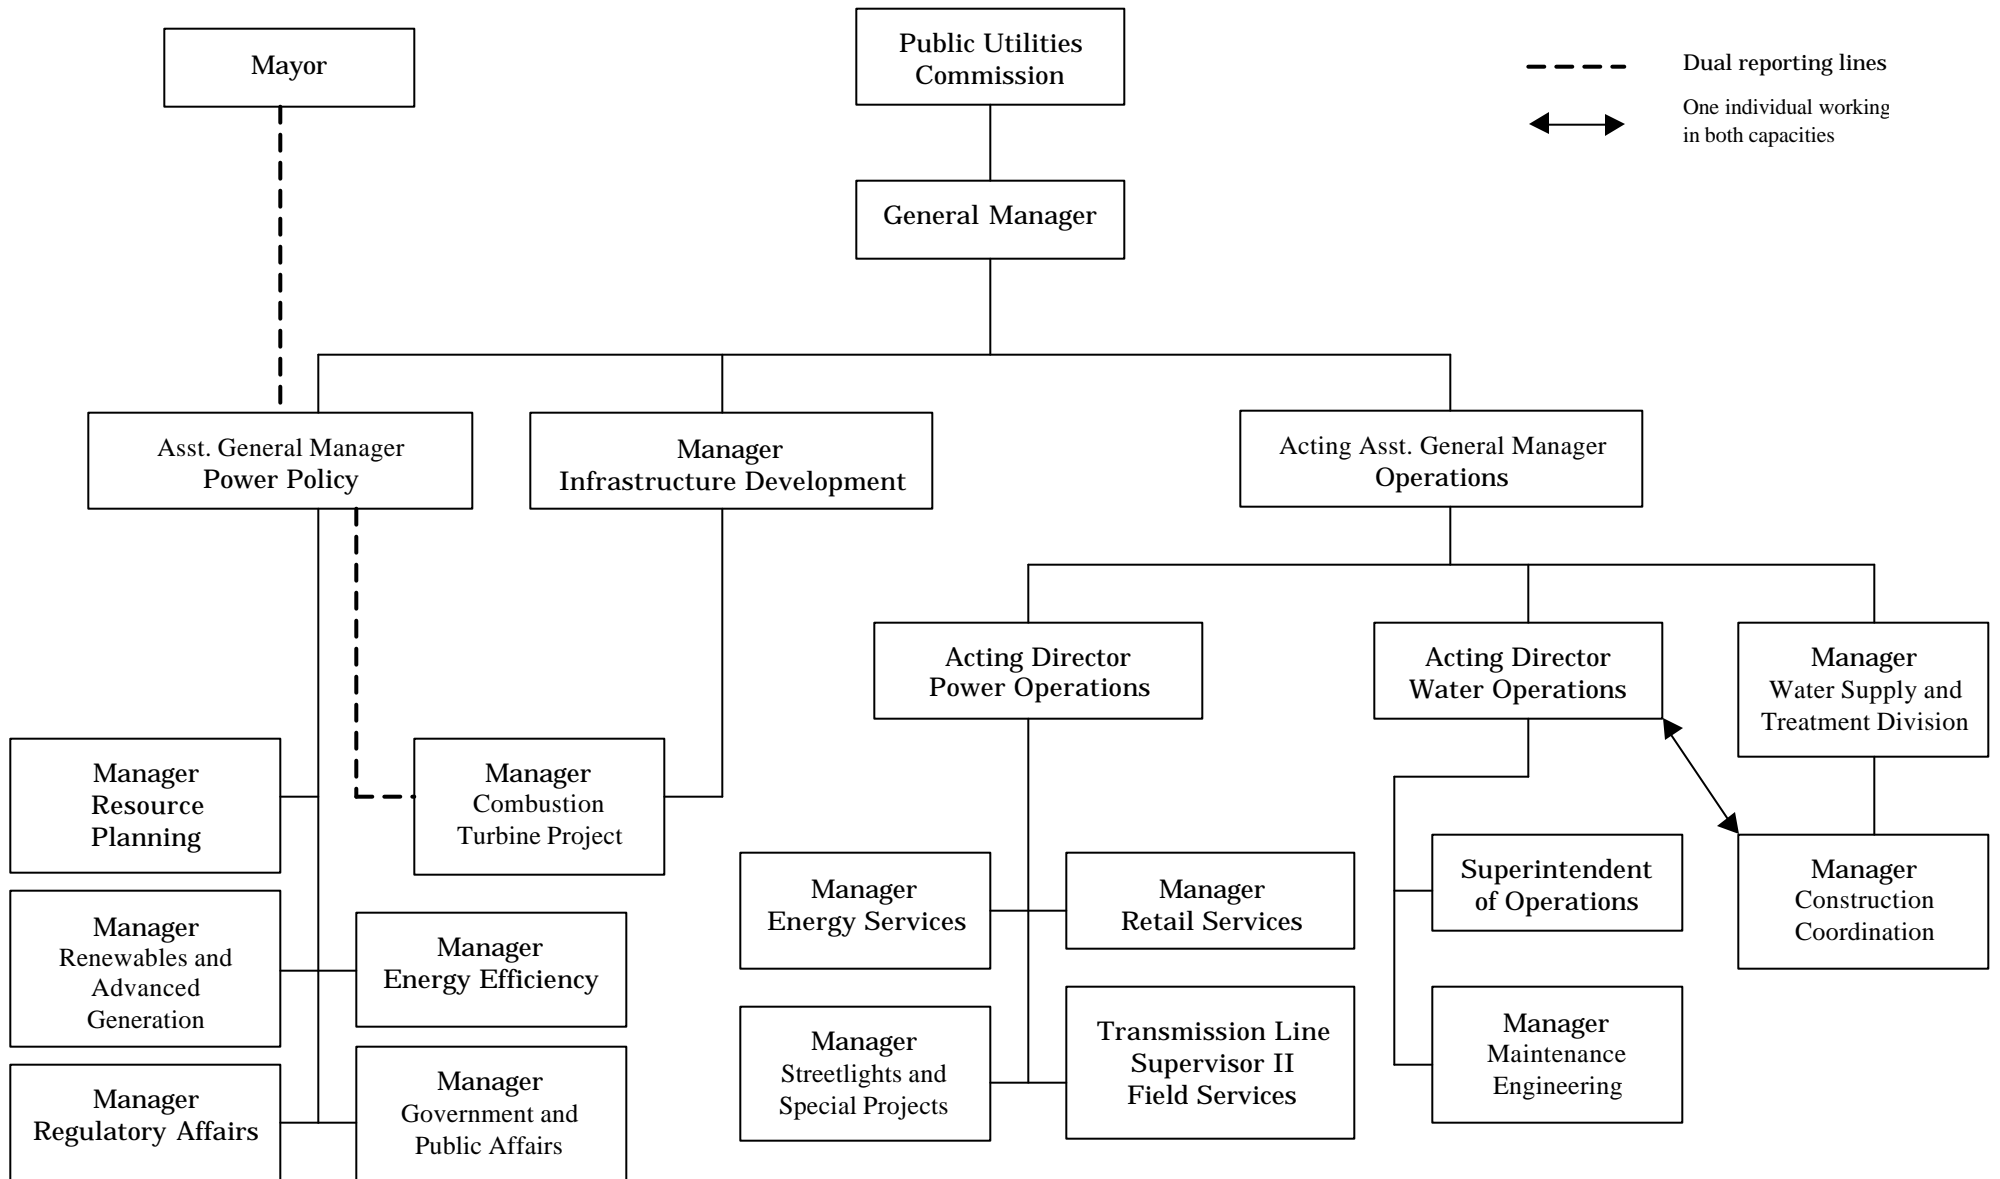 Mayor
Public Utilities
Commission
Dual reporting lines
One individual working
in both capacities
General Manager
Asst. General Manager
Power Policy
Manager
Infrastructure Development
Acting Asst. General Manager
Operations
Acting Director
Power Operations
Acting Director
Water Operations
Manager
Water Supply and
Treatment Division
Manager
Resource
Planning
Manager
Combustion
Turbine Project
Manager
Energy Services
Manager
Retail Services
Superintendent
of Operations
Manager
Construction
Coordination
Manager
Renewables and
Advanced
Generation
Manager
Energy Efficiency
Manager
Streetlights and
Special Projects
Transmission Line
Supervisor II
Field Services
Manager
Maintenance
Engineering
Manager
Regulatory Affairs
Manager
Government and
Public Affairs